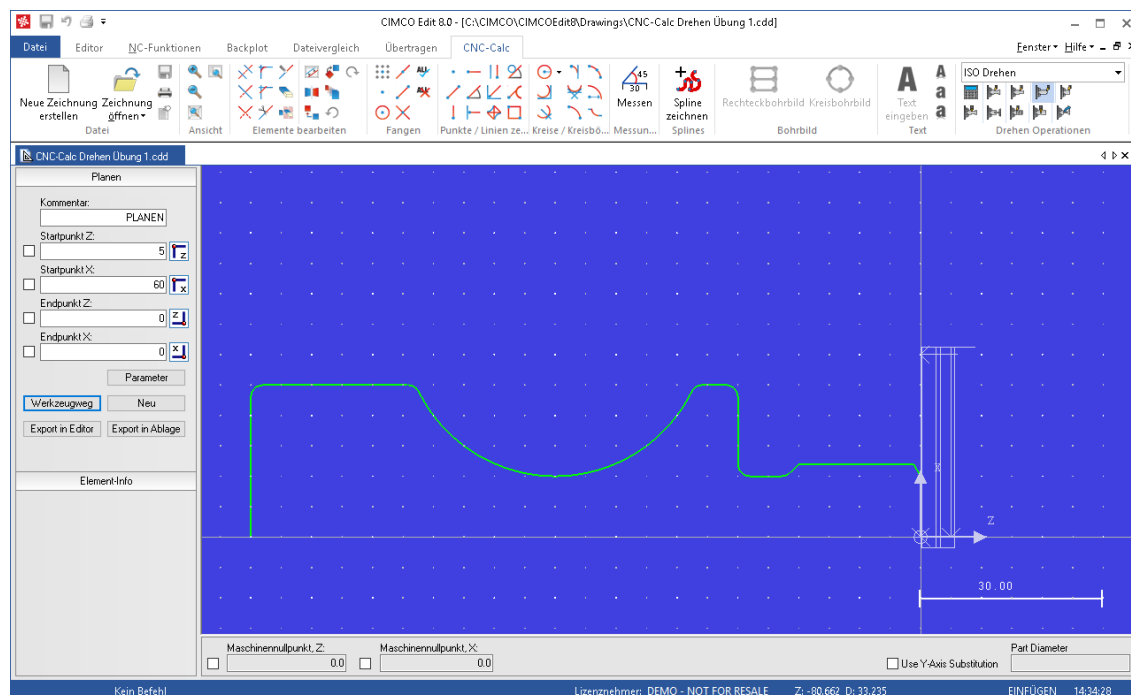 CIMCO Edit 8.0 - [C:\CIMCO\CIMCOEdit8\Drawings\CNC-Calc Drehen Übung 1.cdd]
Datei Editor NC-Funktionen Backplot Dateivergleich Übertragen CNC-Calc Fenster Hilfe
Neue Zeichnung erstellen
Zeichnung öffnen
Datei
Ansicht
Elemente bearbeiten
Fangen
Punkte / Linien ze...
Kreise / Kreisbö...
45
30
Messen
Messun...
Spline zeichnen
Splines
Rechteckbohrbild Kreisbohrbild
Bohrbild
A
Text eingeben
A
a
a
Text
ISO Drehen
Drehen Operationen
CNC-Calc Drehen Übung 1.cdd
Planen
Kommentar:
PLANEN
Startpunkt Z:
5
Z
Startpunkt X:
60
X
Endpunkt Z:
0
Z
Endpunkt X:
0
X
Parameter
Werkzeugweg Neu
Export in Editor Export in Ablage
Element-Info
X
Z
30.00
Maschinennullpunkt, Z:
0.0
Maschinennullpunkt, X:
0.0
Use Y-Axis Substitution
Part Diameter
Kein Befehl
Lizenznehmer: DEMO - NOT FOR RESALE Z: -80.662 D: 33.235 EINFÜGEN 14:34:28